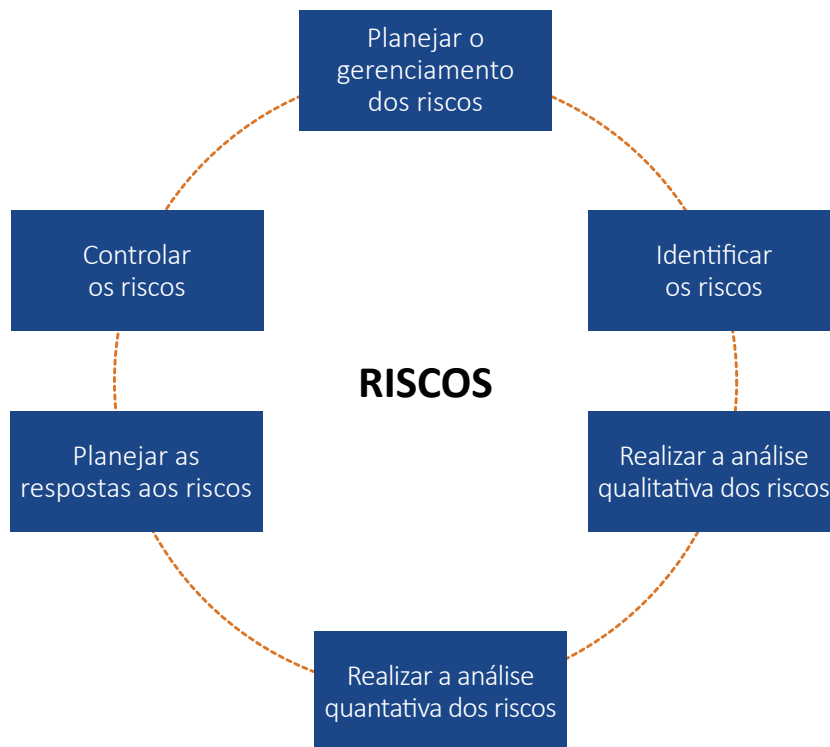 Planejar o
gerenciamento
dos riscos
Controlar
os riscos
Identificar
os riscos
RISCOS
Planejar as
respostas aos riscos
Realizar a análise
qualitativa dos riscos
Realizar a análise
quantativa dos riscos